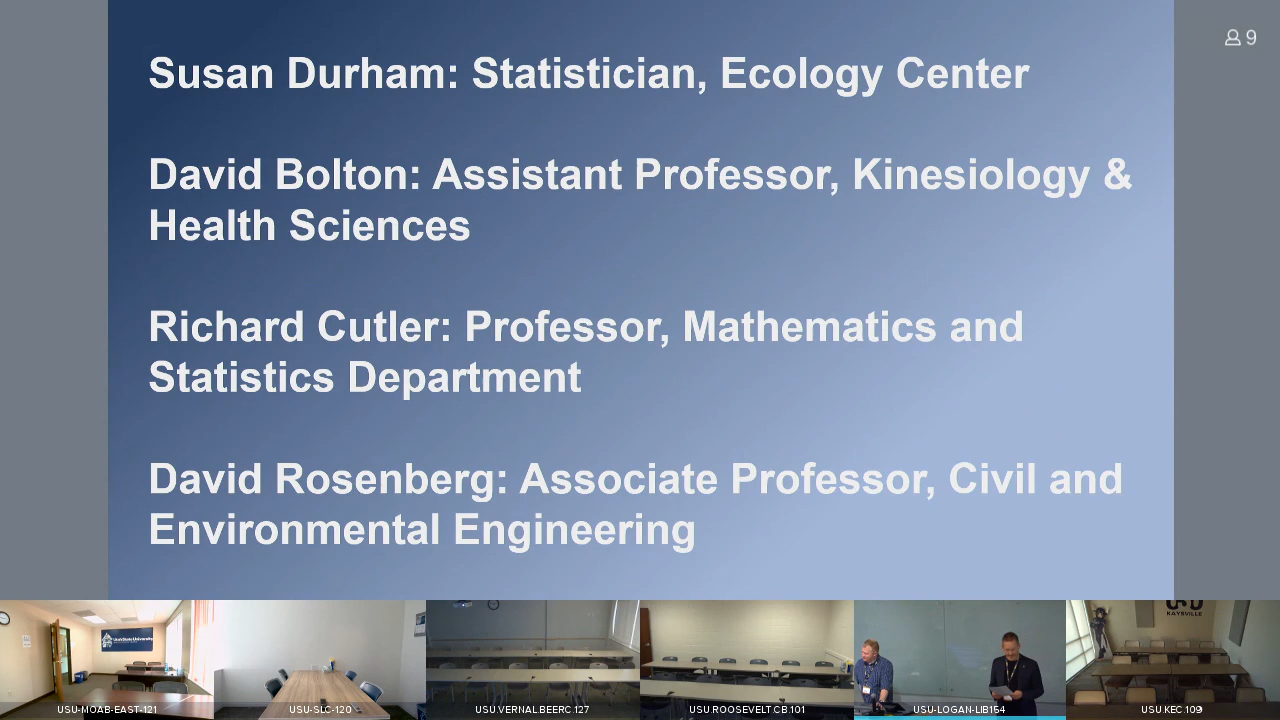 Susan Durham: Statistician, Ecology Center
9
David Bolton: Assistant Professor, Kinesiology &
Health Sciences
Richard Cutler: Professor, Mathematics and
Statistics Department
David Rosenberg: Associate Professor, Civil and
Environmental Engineering
UtahStateUniversity
USU
KAYSVILLE
USU-MOAB-EAST-121
USU-SLC-120
USU.VERNAL.BEERC.127
USU.ROOSEVELT.CB.101
USU-LOGAN-LIB154
USU.KEC.109